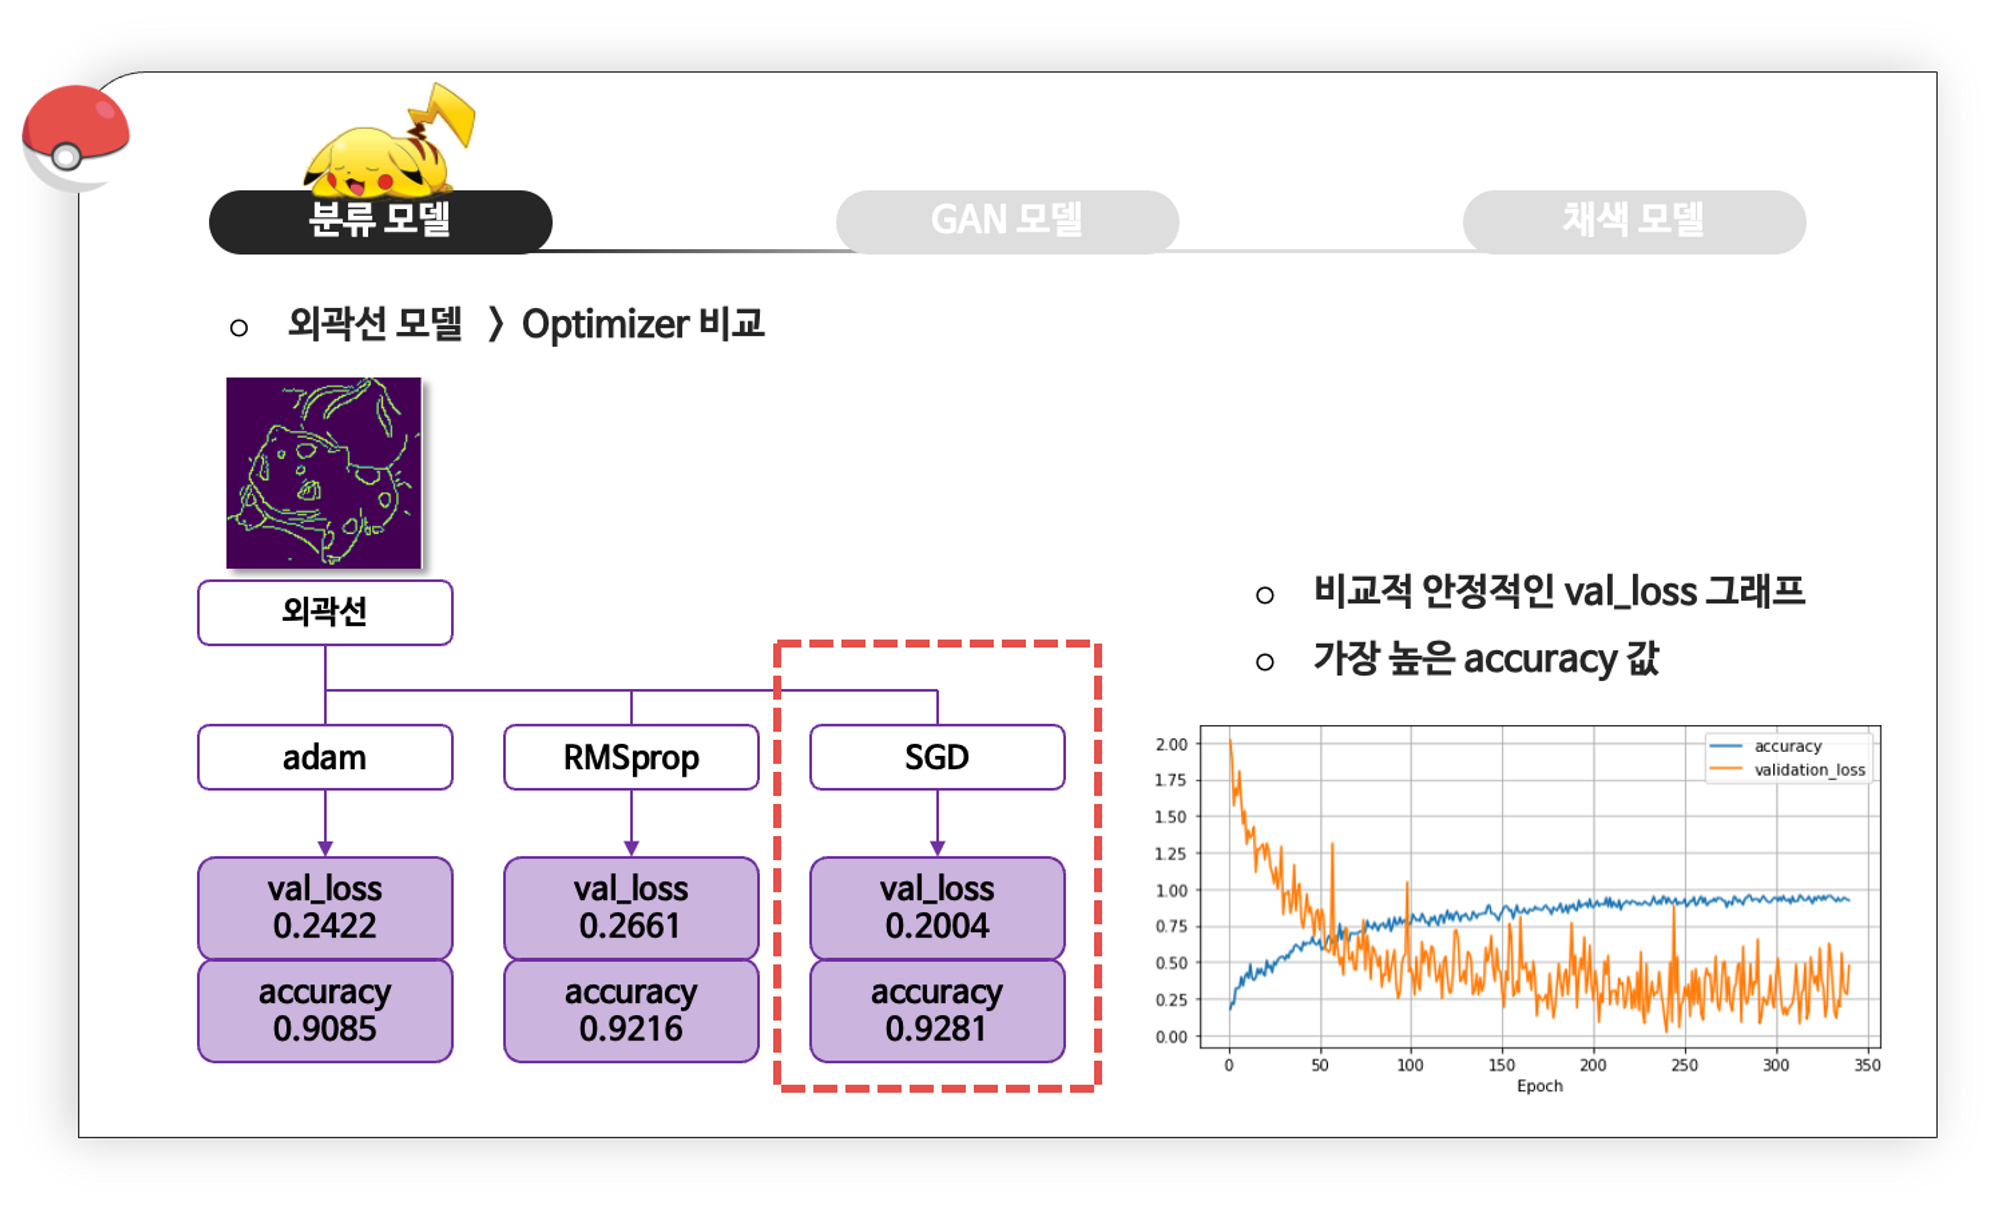 분류 모델
GAN 모델
채색 모델
외곽선 모델 〉Optimizer 비교
외곽선
adam
RMSprop
SGD
val_loss
0.2422
accuracy
0.9085
val_loss
0.2661
accuracy
0.9216
val_loss
0.2004
accuracy
0.9281
비교적 안정적인 val_loss 그래프
가장 높은 accuracy 값
accuracy
validation_loss
2.00
1.75
1.50
1.25
1.00
0.75
0.50
0.25
0.00
0 50 100 150 200 250 300 350
Epoch